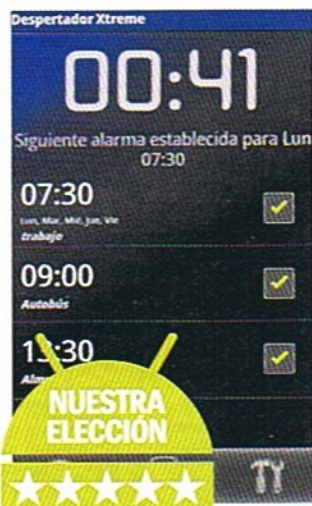 Despertador Xtreme
00:41
Siguiente alarma establecida para Lun
07:30
07:30
Lun, Mar, Mié, Jue, Vie
trabajo
09:00
Autobús
13:30
NUESTRA
ELECCIÓN